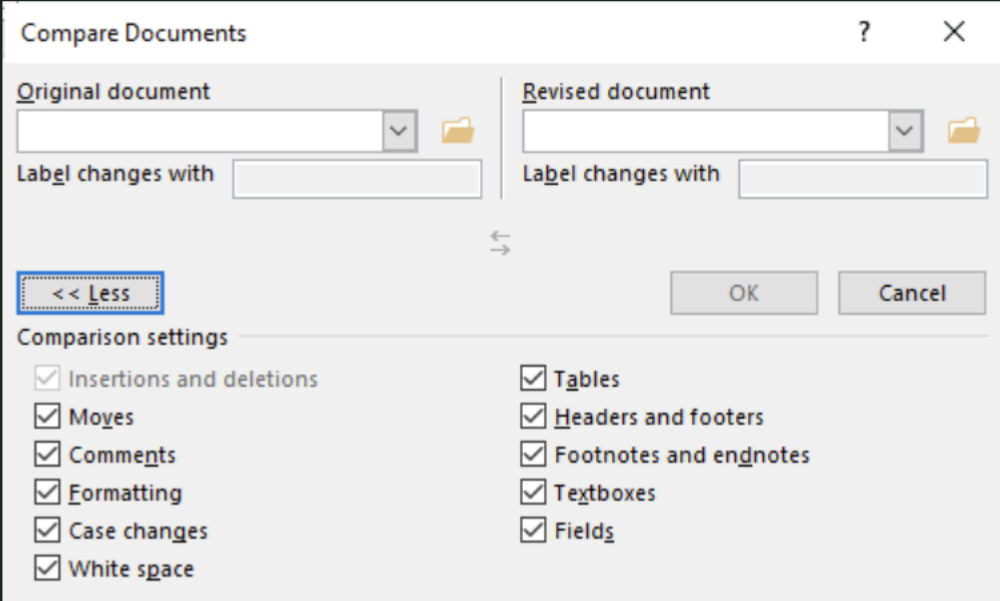 Compare Documents ?
Original document Revised document
Label changes with Label changes with
<< Less OK Cancel
Comparison settings
Insertions and deletions Tables
Moves Headers and footers
Comments Footnotes and endnotes
Formatting Textboxes
Case changes Fields
White space